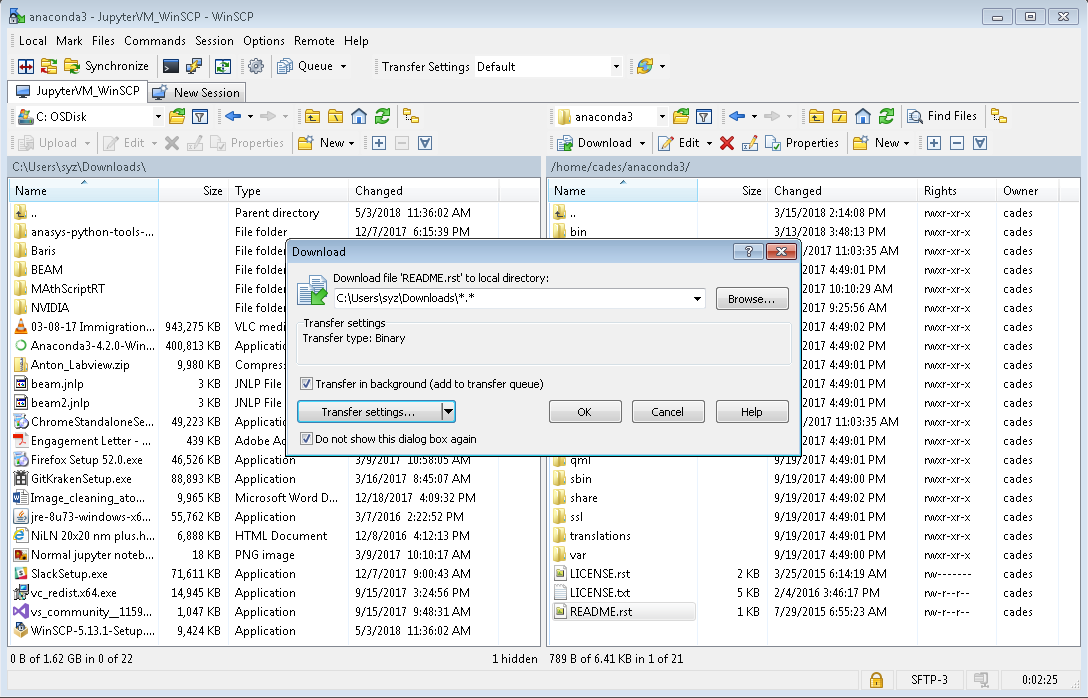 anaconda3 - JupyterVM_WinSCP - WinSCP
Local Mark Files Commands Session Options Remote Help
Synchronize Queue Transfer Settings Default
JupyterVM_WinSCP New Session
C: OSDisk anaconda3 Find Files
Upload Edit Properties New Download Edit Properties New
C:\Users\syz\Downloads\ /home/cades/anaconda3/
Name Size Type Changed Name Size Changed Rights Owner
.. Parent directory 5/3/2018 11:36:02 AM .. 3/15/2018 2:14:08 PM rwxr-xr-x cades
anasys-python-tools-... File folder 12/7/2017 6:15:39 PM bin 3/13/2018 3:48:13 PM rwxr-xr-x cades
Baris File folder 2017 11:03:35 AM rwxr-xr-x cades
BEAM File folder 2017 4:49:01 PM rwxr-xr-x cades
MAthScriptRT File folder 2017 10:10:29 AM rwxr-xr-x cades
NVIDIA File folder 2017 9:25:56 AM rwxr-xr-x cades
03-08-17 Immigration... 943,275 KB VLC medi 2017 4:49:02 PM rwxr-xr-x cades
Anaconda3-4.2.0-Win... 400,813 KB Applicatio 2017 4:49:02 PM rwxr-xr-x cades
Anton_Labview.zip 9,980 KB Compress 2017 4:49:01 PM rwxr-xr-x cades
beam.jnlp 3 KB JNLP File 2017 4:49:02 PM rwxr-xr-x cades
beam2.jnlp 3 KB JNLP File 2017 4:49:02 PM rwxr-xr-x cades
ChromeStandaloneSe... 49,223 KB Applicatio 2017 11:03:35 AM rwxr-xr-x cades
Engagement Letter - ... 439 KB Adobe Ac 2017 4:49:01 PM rwxr-xr-x cades
Firefox Setup 52.0.exe 46,526 KB Application 3/9/2017 10:58:05 AM qml 9/19/2017 4:49:01 PM rwxr-xr-x cades
GitKrakenSetup.exe 88,893 KB Application 3/16/2017 8:45:07 AM sbin 9/19/2017 4:49:00 PM rwxr-xr-x cades
Image_cleaning_ato... 9,965 KB Microsoft Word D... 12/18/2017 4:09:32 PM share 9/19/2017 4:49:02 PM rwxr-xr-x cades
jre-8u73-windows-x6... 55,762 KB Application 3/7/2016 2:22:52 PM ssl 9/19/2017 4:49:01 PM rwxr-xr-x cades
NiLN 20x20 nm plus.h... 6,888 KB HTML Document 12/8/2016 4:12:13 PM translations 9/19/2017 4:49:01 PM rwxr-xr-x cades
Normal jupyter noteb... 18 KB PNG image 3/9/2017 10:10:17 AM var 9/19/2017 4:49:00 PM rwxr-xr-x cades
SlackSetup.exe 71,611 KB Application 12/7/2017 9:00:43 AM LICENSE.rst 2 KB 3/25/2015 6:14:19 AM rw------- cades
vc_redist.x64.exe 14,945 KB Application 9/15/2017 3:24:56 PM LICENSE.txt 5 KB 2/4/2016 3:46:17 PM rw-r--r-- cades
vs_community__1159... 1,047 KB Application 9/15/2017 9:48:31 AM README.rst 1 KB 7/29/2015 6:55:23 AM rw-r--r-- cades
WinSCP-5.13.1-Setup.... 9,424 KB Application 5/3/2018 11:36:02 AM
Download
Download file 'README.rst' to local directory:
C:\Users\syz\Downloads\*.* Browse...
Transfer settings
Transfer type: Binary
Transfer in background (add to transfer queue)
Transfer settings... OK Cancel Help
Do not show this dialog box again
0 B of 1.62 GB in 0 of 22 1 hidden 789 B of 6.41 KB in 1 of 21
SFTP-3 0:02:25